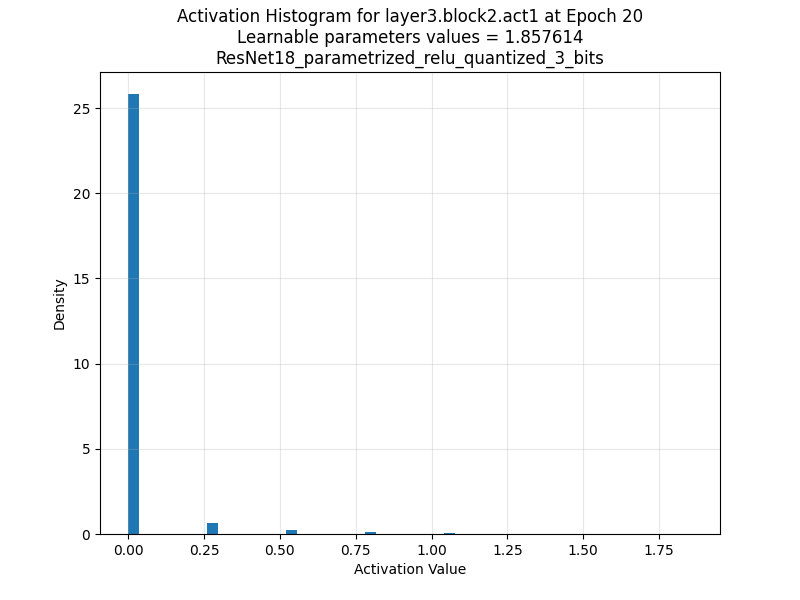 Activation Histogram for layer3.block2.act1 at Epoch 20
Learnable parameters values = 1.857614
ResNet18_parametrized_relu_quantized_3_bits
25
20
15
10
5
0
Density
0.00 0.25 0.50 0.75 1.00 1.25 1.50 1.75
Activation Value